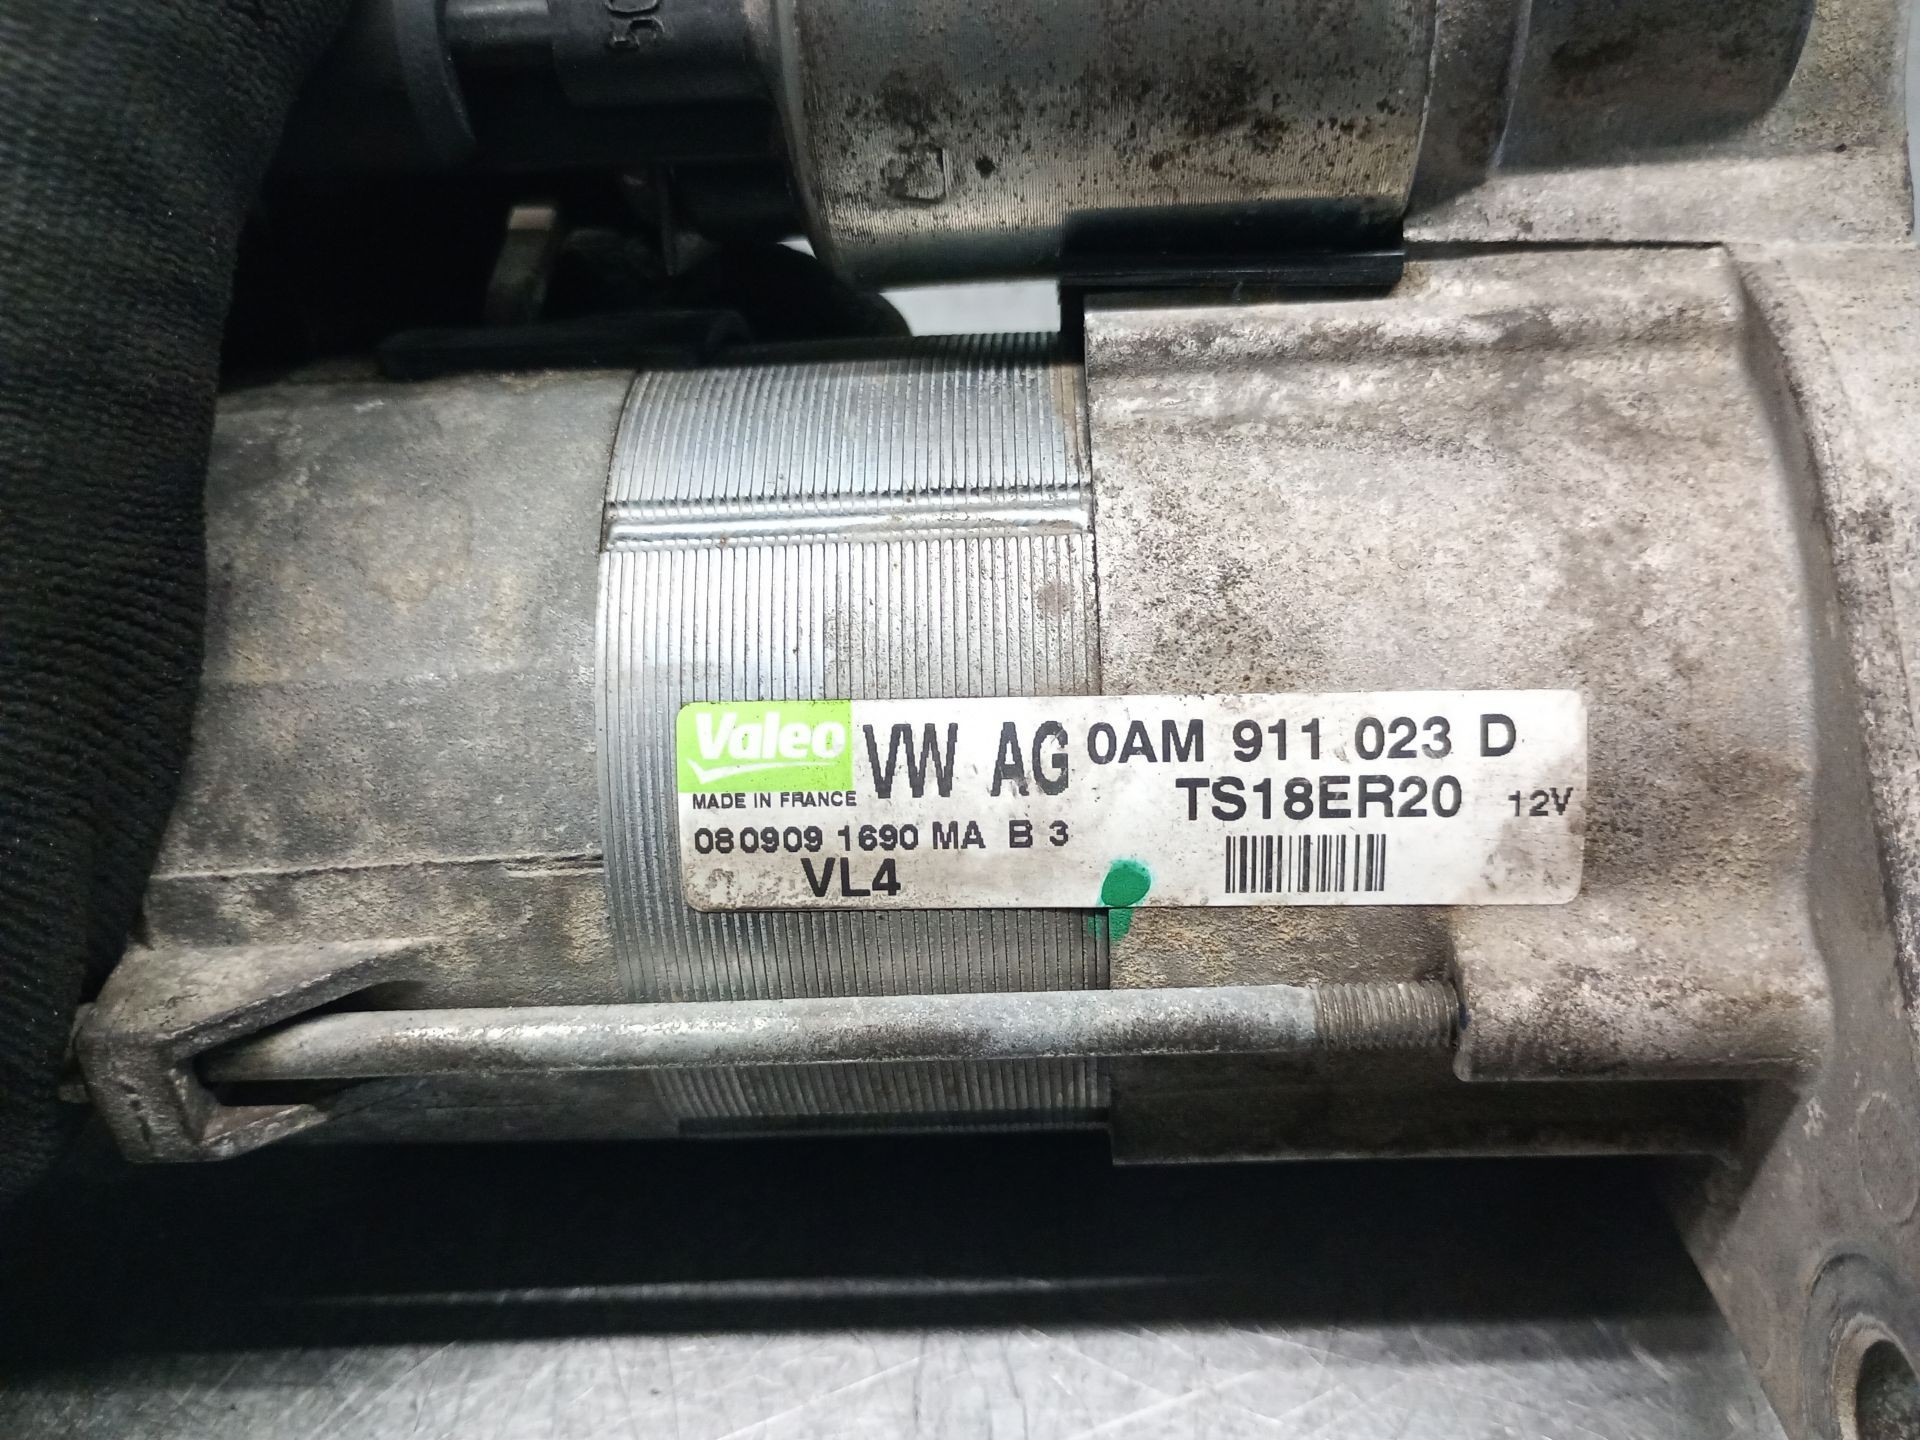 Valeo VW AG 0AM 911 023 D
MADE IN FRANCE TS18ER20 12V
080909 1690 MA B 3
VL4